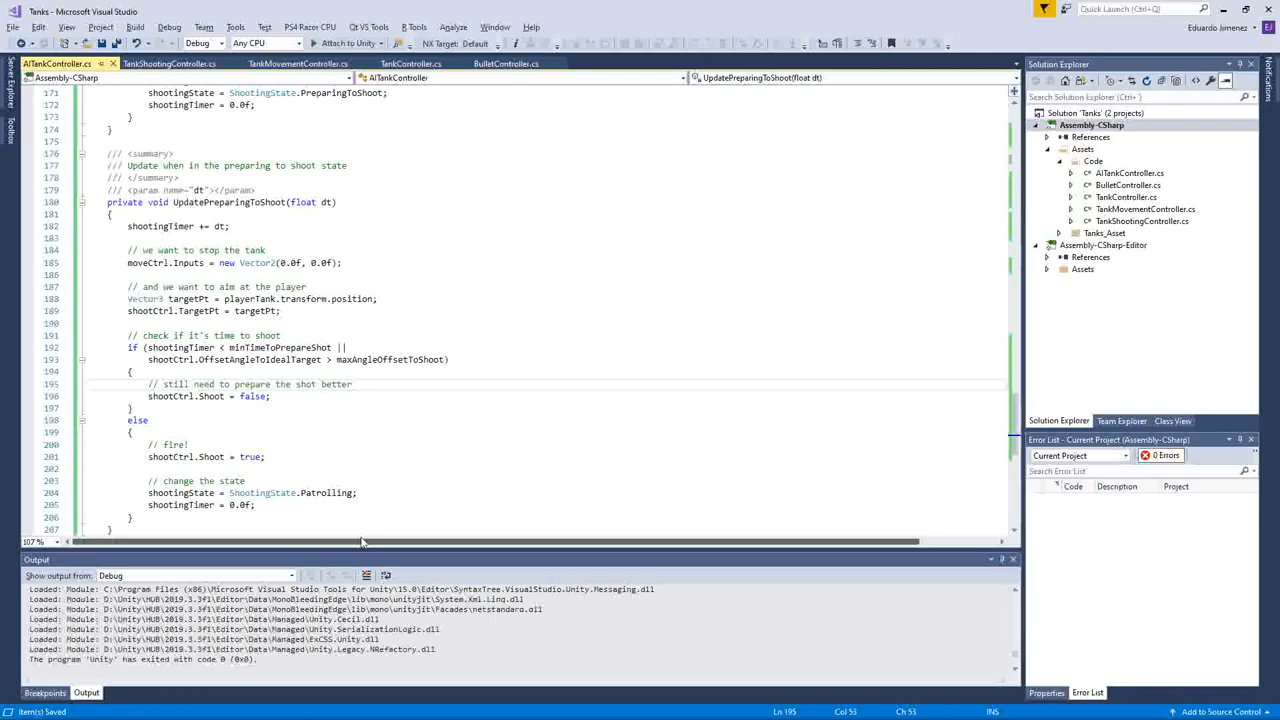 Tanks - Microsoft Visual Studio
Quick Launch (Ctrl+Q)
File Edit View Project Build Debug Team Tools Test PS4 Razor CPU Qt VS Tools Architecture Analyze Window Help
Eduardo Jimenez EJ
Debug Any CPU Attach to Unity NX Target: Default
Server Explorer
Toolbox
Notifications
AITankController.cs TankShootingController.cs TankMovementController.cs TankController.cs BulletController.cs
Assembly-CSharp AITankController UpdatePreparingToShoot(float dt)
171 shootingState = ShootingState.PreparingToShoot;
172 shootingTimer = 0.0f;
173 }
174 }
175
176 /// <summary>
177 /// Update when in the preparing to shoot state
178 /// </summary>
179 /// <param name="dt"></param>
180 private void UpdatePreparingToShoot(float dt)
181 {
182 shootingTimer += dt;
183
184 // we want to stop the tank
185 moveCtrl.Inputs = new Vector2(0.0f, 0.0f);
186
187 // and we want to aim at the player
188 Vector3 targetPt = playerTank.transform.position;
189 shootCtrl.TargetPt = targetPt;
190
191 // check if it's time to shoot
192 if (shootingTimer < minTimeToPrepareShot ||
193 shootCtrl.OffsetAngleToIdealTarget > maxAngleOffsetToShoot)
194 {
195 // still need to prepare the shot better
196 shootCtrl.Shoot = false;
197 }
198 else
199 {
200 // fire!
201 shootCtrl.Shoot = true;
202
203 // change the state
204 shootingState = ShootingState.Patrolling;
205 shootingTimer = 0.0f;
206 }
207 }
107 %
Solution Explorer
Search Solution Explorer (Ctrl+')
Solution 'Tanks' (2 projects)
Assembly-CSharp
References
Assets
Code
AITankController.cs
BulletController.cs
TankController.cs
TankMovementController.cs
TankShootingController.cs
Tanks_Asset
Assembly-CSharp-Editor
References
Assets
Solution Explorer Team Explorer Class View
Error List - Current Project (Assembly-CSharp)
Current Project 0 Errors
Search Error List
Code Description Project
Properties Error List
Output
Show output from: Debug
Loaded: Module: C:\Program Files (x86)\Microsoft Visual Studio Tools for Unity\15.0\Editor\SyntaxTree.VisualStudio.Unity.Messaging.dll
Loaded: Module: D:\Unity\HUB\2019.3.3f1\Editor\Data\MonoBleedingEdge\lib\mono\unityjit\System.Xml.Linq.dll
Loaded: Module: D:\Unity\HUB\2019.3.3f1\Editor\Data\MonoBleedingEdge\lib\mono\unityjit\Facades\netstandard.dll
Loaded: Module: D:\Unity\HUB\2019.3.3f1\Editor\Data\Managed\Unity.Cecil.dll
Loaded: Module: D:\Unity\HUB\2019.3.3f1\Editor\Data\Managed\Unity.SerializationLogic.dll
Loaded: Module: D:\Unity\HUB\2019.3.3f1\Editor\Data\Managed\ExCSS.Unity.dll
Loaded: Module: D:\Unity\HUB\2019.3.3f1\Editor\Data\Managed\Unity.Legacy.NRefactory.dll
The program 'Unity' has exited with code 0 (0x0).
Breakpoints Output
Item(s) Saved Ln 195 Col 53 Ch 53 INS Add to Source Control